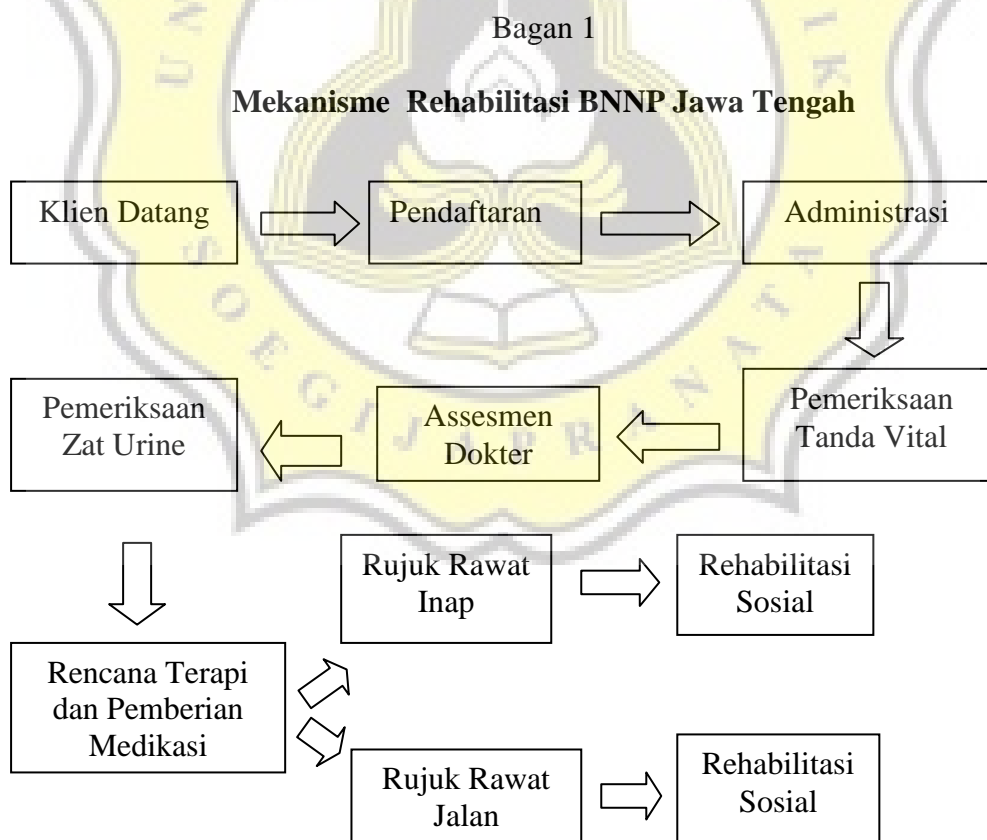 Bagan 1
Mekanisme Rehabilitasi BNNP Jawa Tengah
Klien Datang
Pendaftaran
Administrasi
Pemeriksaan
Tanda Vital
Assesmen
Dokter
Pemeriksaan
Zat Urine
Rencana Terapi
dan Pemberian
Medikasi
Rujuk Rawat
Inap
Rehabilitasi
Sosial
Rujuk Rawat
Jalan
Rehabilitasi
Sosial
SOEGIJAPRANATA